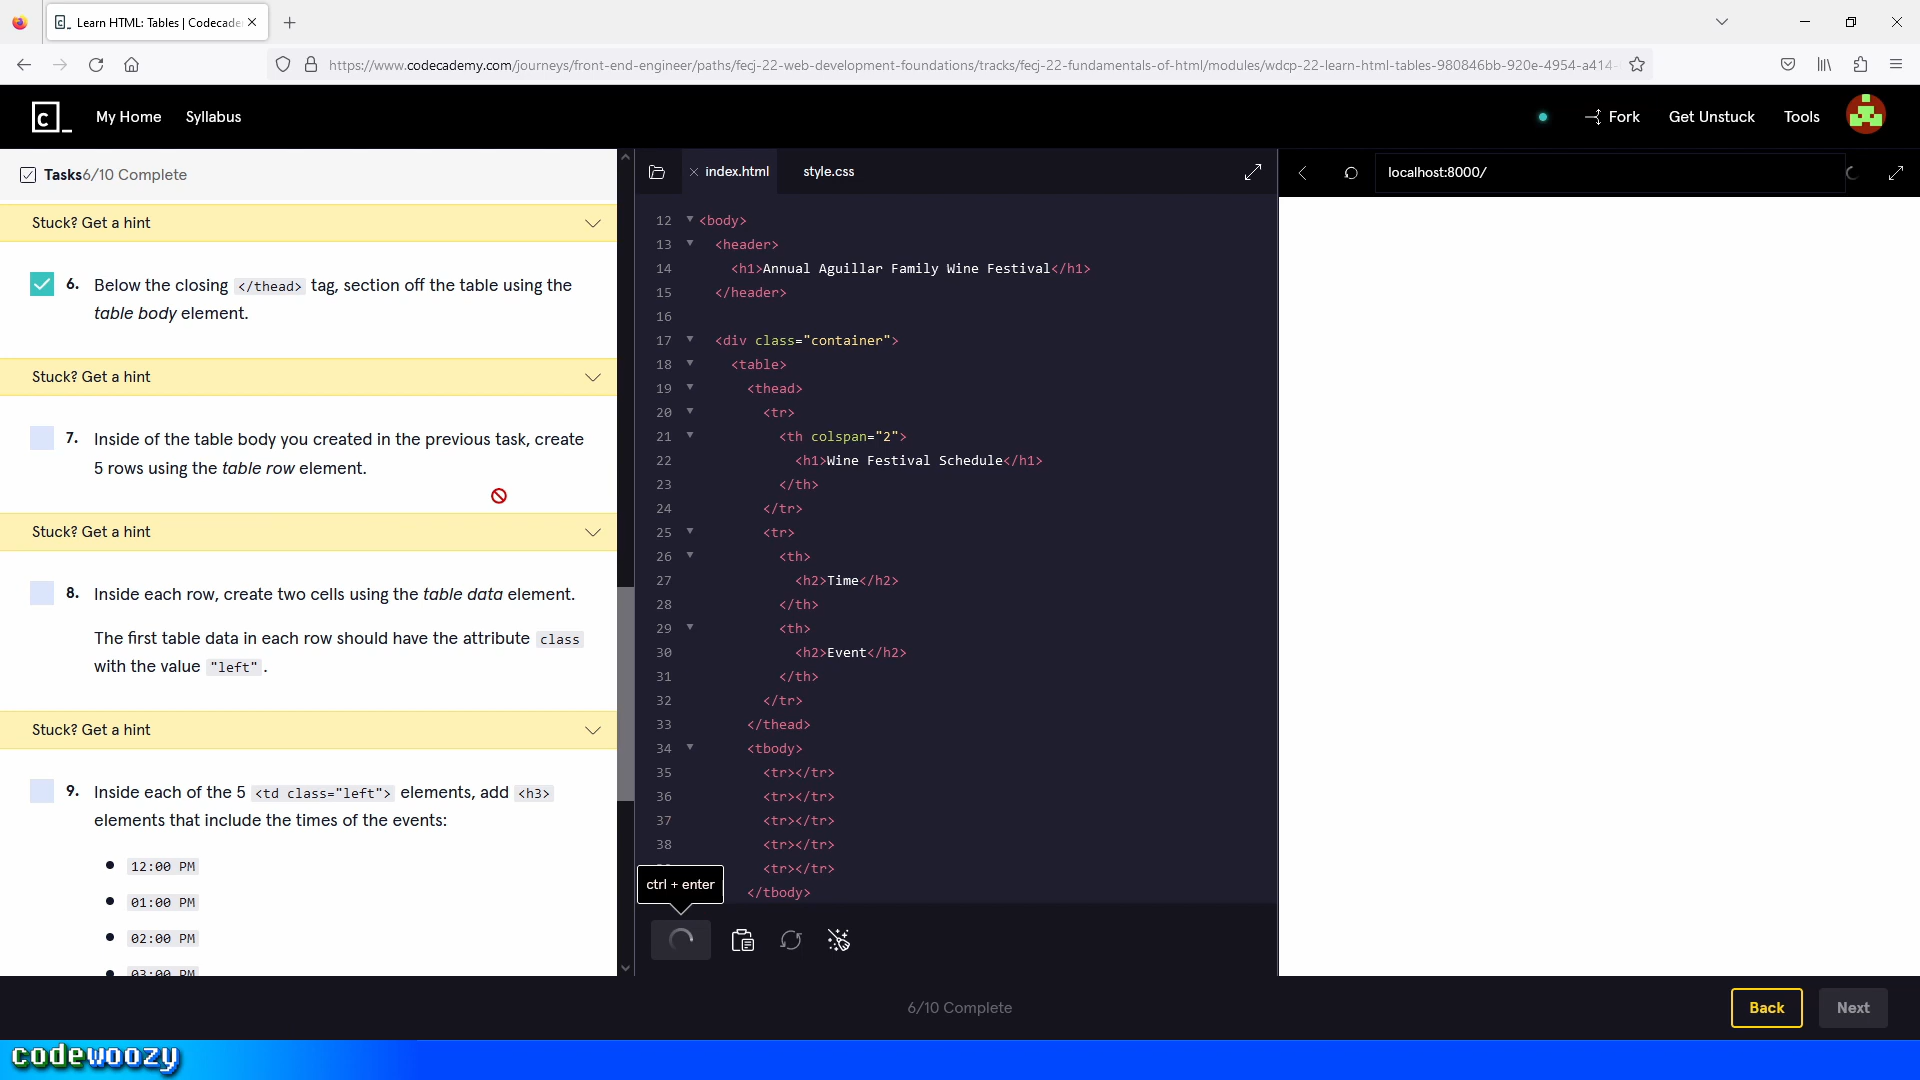 Learn HTML: Tables | Codecade
https://www.codecademy.com/journeys/front-end-engineer/paths/fecj-22-web-development-foundations/tracks/fecj-22-fundamentals-of-html/modules/wdcp-22-learn-html-tables-980846bb-920e-4954-a414-
My Home
Syllabus
Fork
Get Unstuck
Tools
Tasks6/10 Complete
Stuck? Get a hint
6. Below the closing </thead> tag, section off the table using the
table body element.
Stuck? Get a hint
7. Inside of the table body you created in the previous task, create
5 rows using the table row element.
Stuck? Get a hint
8. Inside each row, create two cells using the table data element.
The first table data in each row should have the attribute class
with the value "left".
Stuck? Get a hint
9. Inside each of the 5 <td class="left"> elements, add <h3>
elements that include the times of the events:
12:00 PM
01:00 PM
02:00 PM
03:00 PM
index.html
style.css
12 <body>
13 <header>
14 <h1>Annual Aguillar Family Wine Festival</h1>
15 </header>
16
17 <div class="container">
18 <table>
19 <thead>
20 <tr>
21 <th colspan="2">
22 <h1>Wine Festival Schedule</h1>
23 </th>
24 </tr>
25 <tr>
26 <th>
27 <h2>Time</h2>
28 </th>
29 <th>
30 <h2>Event</h2>
31 </th>
32 </tr>
33 </thead>
34 <tbody>
35 <tr></tr>
36 <tr></tr>
37 <tr></tr>
38 <tr></tr>
<tr></tr>
</tbody>
ctrl + enter
localhost:8000/
6/10 Complete
Back
Next
codewoozy